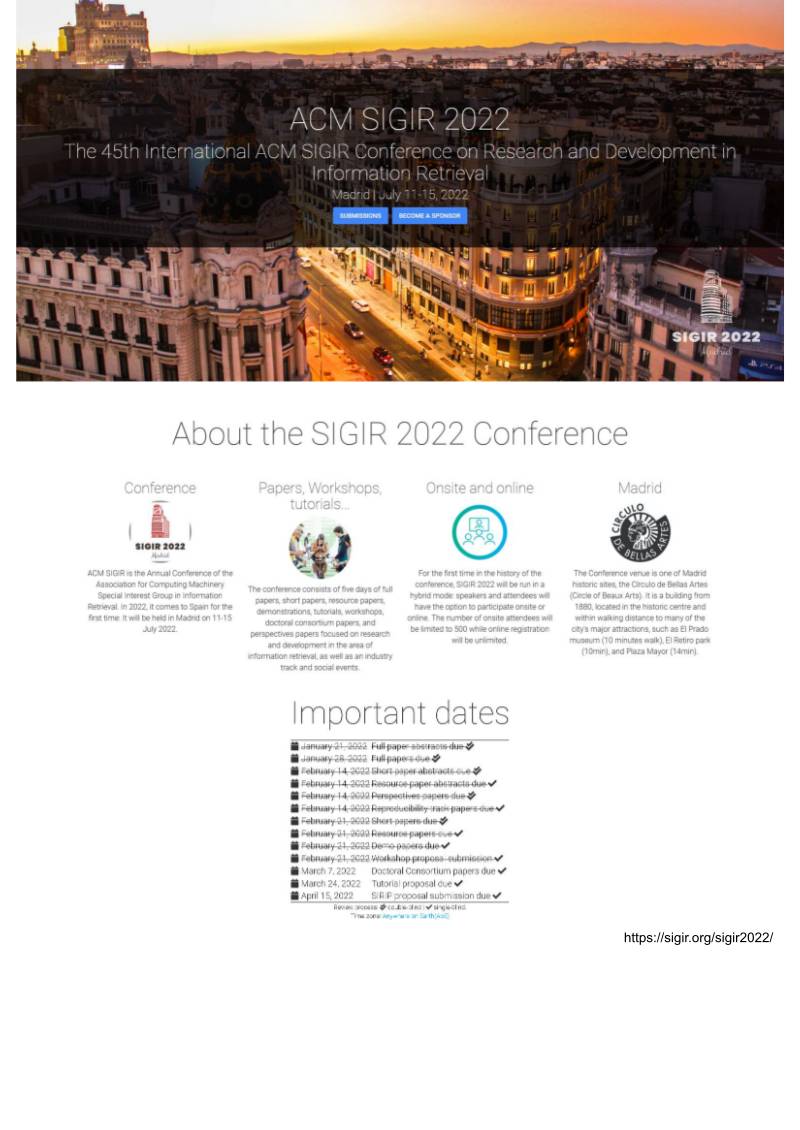 ACM SIGIR 2022
The 45th International ACM SIGIR Conference on Research and Development in
Information Retrieval
Madrid | July 11-15, 2022
SUBMISSIONS
BECOME A SPONSOR
SIGIR 2022
Madrid
About the SIGIR 2022 Conference
Conference
SIGIR 2022
Madrid
ACM SIGIR is the Annual Conference of the
Association for Computing Machinery
Special Interest Group in Information
Retrieval. In 2022, it comes to Spain for the
first time: It will be held in Madrid on 11-15
July 2022.
Papers, Workshops,
tutorials...
The conference consists of five days of full
papers, short papers, resource papers,
demonstrations, tutorials, workshops,
doctoral consortium papers, and
perspectives papers focused on research
and development in the area of
information retrieval, as well as an industry
track and social events.
Onsite and online
For the first time in the history of the
conference, SIGIR 2022 will be run in a
hybrid mode: speakers and attendees will
have the option to participate onsite or
online. The number of onsite attendees will
be limited to 500 while online registration
will be unlimited.
Madrid
CIRCULO
DE BELLAS ARTES
The Conference venue is one of Madrid
historic sites, the Círculo de Bellas Artes
(Circle of Beaux Arts). It is a building from
1880, located in the historic centre and
within walking distance to many of the
city's major attractions, such as El Prado
museum (10 minutes walk), El Retiro park
(10min), and Plaza Mayor (14min).
Important dates
January 21, 2022 Full paper abstracts due
January 28, 2022 Full papers due
February 14, 2022 Short paper abstracts due
February 14, 2022 Resource paper abstracts due
February 14, 2022 Perspectives papers due
February 14, 2022 Reproducibility track papers due
February 21, 2022 Short papers due
February 21, 2022 Resource papers due
February 21, 2022 Demo papers due
February 21, 2022 Workshop proposal submission
March 7, 2022 Doctoral Consortium papers due
March 24, 2022 Tutorial proposal due
April 15, 2022 SIRIP proposal submission due
Review process: double-blind | single-blind.
Time zone: Anywhere on Earth (AoE)
https://sigir.org/sigir2022/